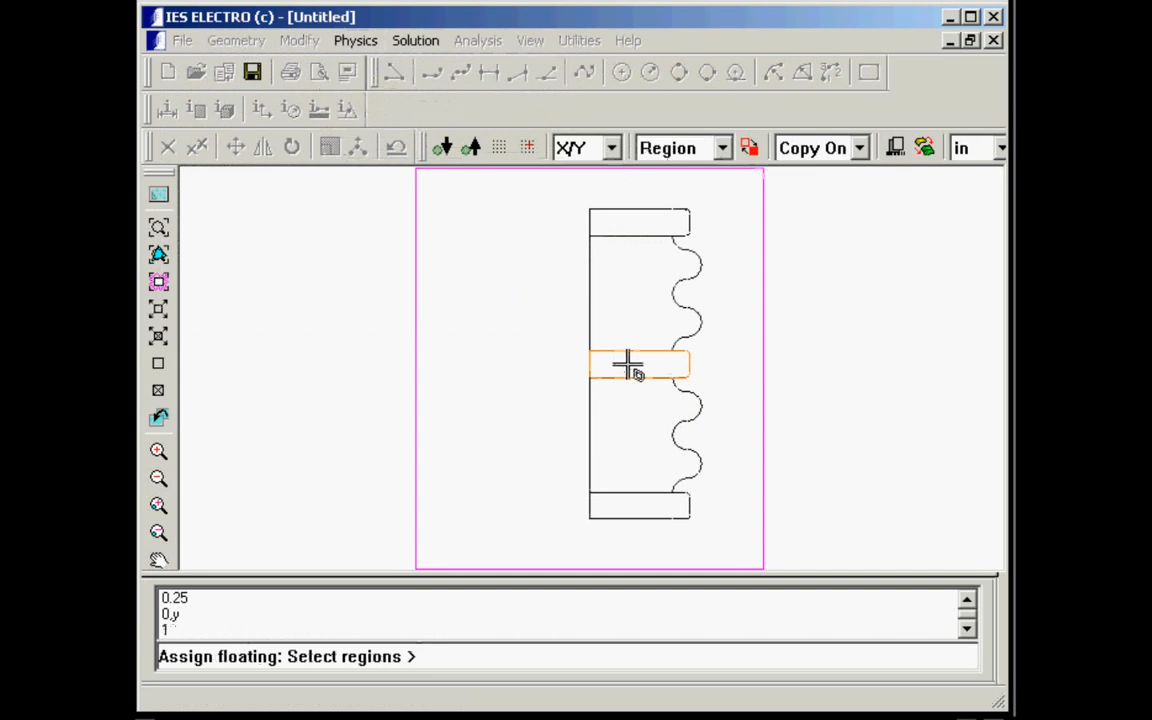 IES ELECTRO (c) - [Untitled]
File Geometry Modify Physics Solution Analysis View Utilities Help
X/Y Region Copy On in
0.25
0,y
1
Assign floating: Select regions >